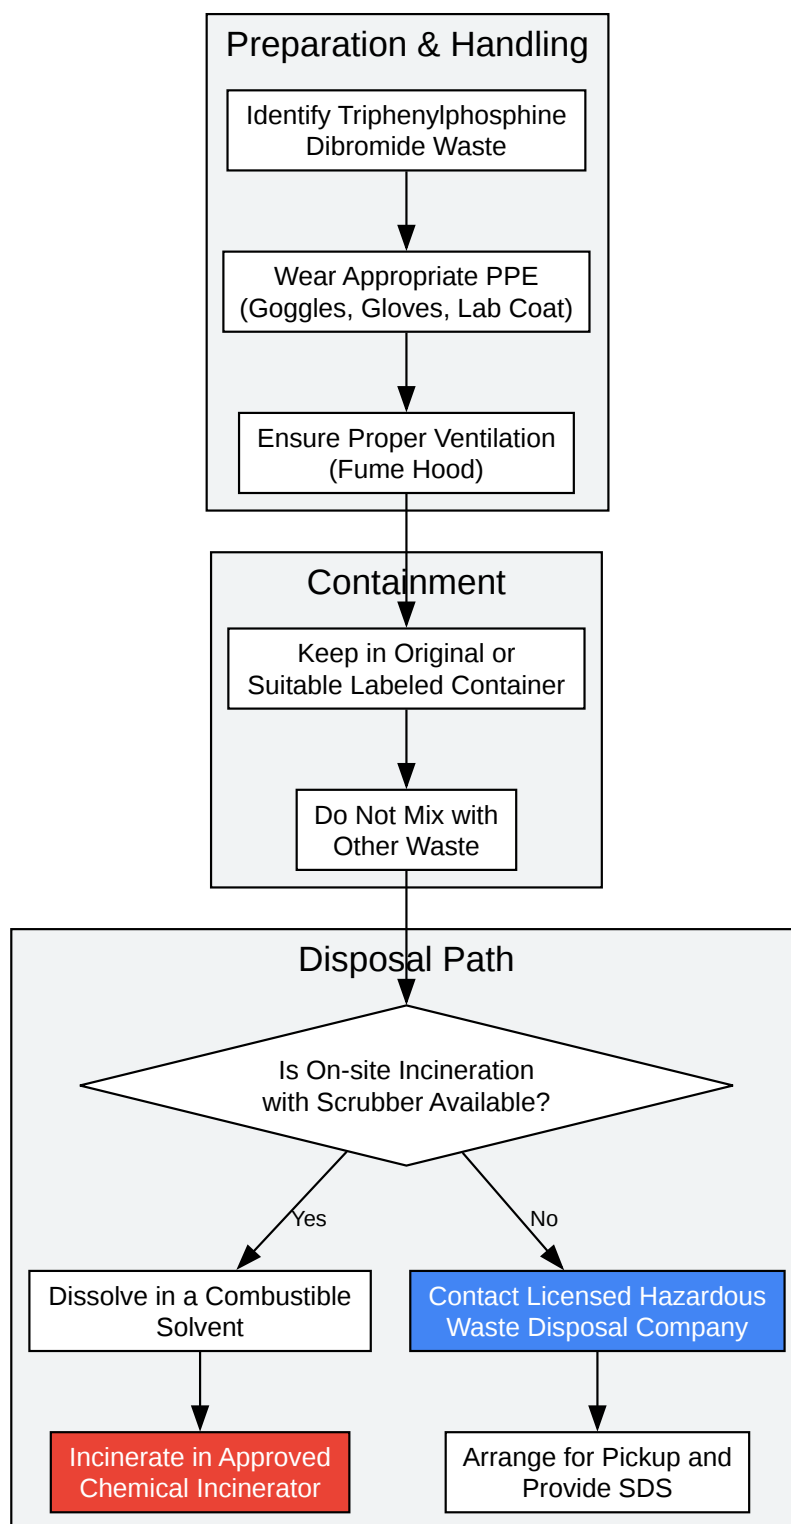 Preparation & Handling
Identify Triphenylphosphine
Dibromide Waste
Wear Appropriate PPE
(Goggles, Gloves, Lab Coat)
Ensure Proper Ventilation
(Fume Hood)
Containment
Keep in Original or
Suitable Labeled Container
Do Not Mix with
Other Waste
Disposal Path
Is On-site Incineration
with Scrubber Available?
Yes
No
Dissolve in a Combustible
Solvent
Contact Licensed Hazardous
Waste Disposal Company
Incinerate in Approved
Chemical Incinerator
Arrange for Pickup and
Provide SDS